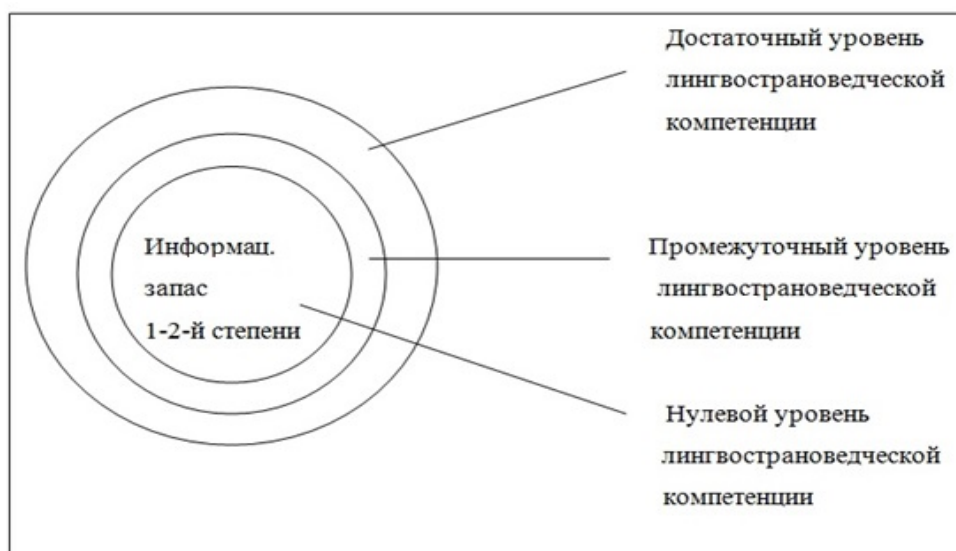 Достаточный уровень
лингвострановедческой
компетенции
Информац.
запас
1-2-й степени
Промежуточный уровень
лингвострановедческой
компетенции
Нулевой уровень
лингвострановедческой
компетенции